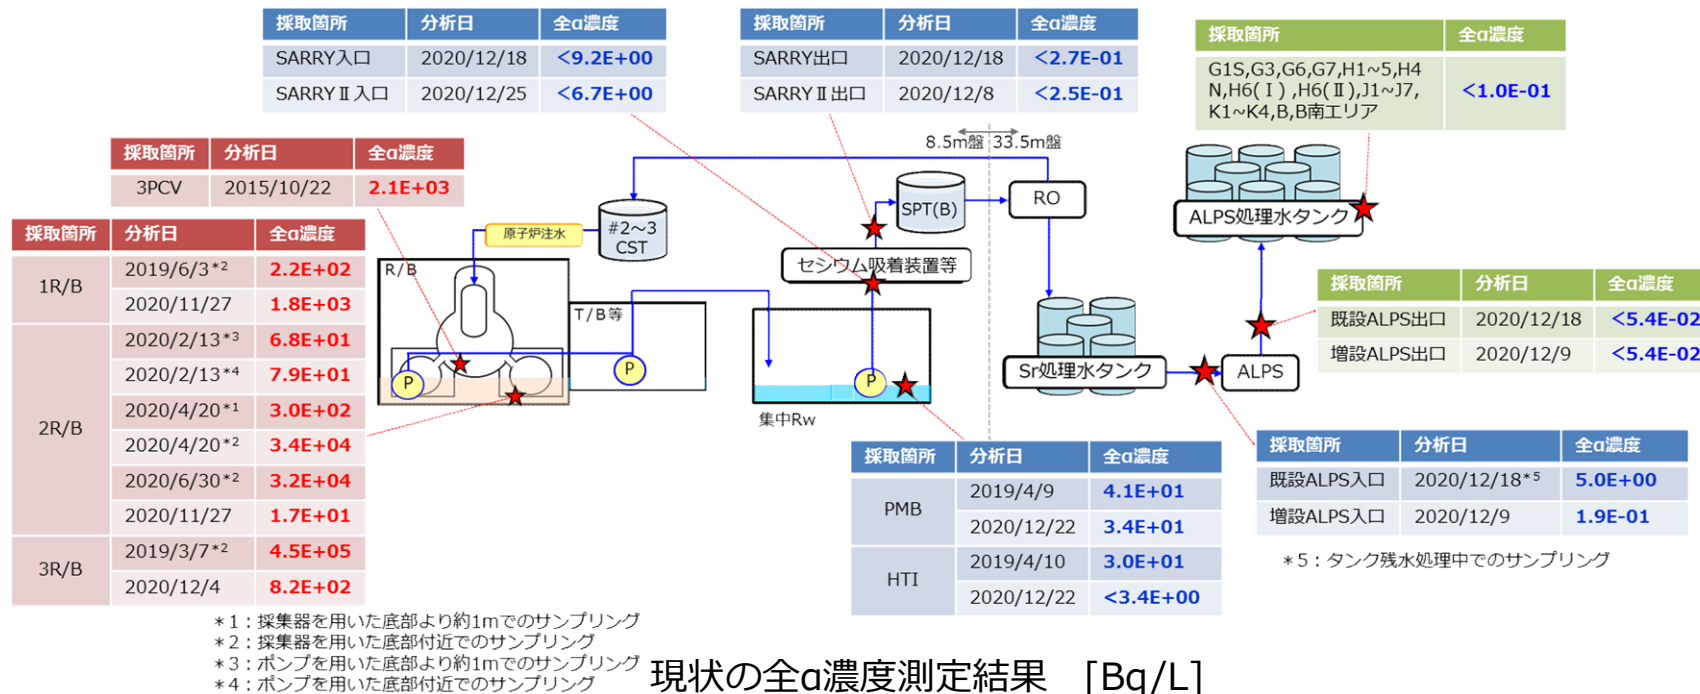 採取箇所 分析日 全α濃度
SARRY入口 2020/12/18 <9.2E+00
SARRYⅡ入口 2020/12/25 <6.7E+00
採取箇所 分析日 全α濃度
SARRY出口 2020/12/18 <2.7E-01
SARRYⅡ出口 2020/12/8 <2.5E-01
採取箇所 全α濃度
G1S,G3,G6,G7,H1~5,H4
N,H6(Ⅰ),H6(Ⅱ),J1~J7,
K1~K4,B,B南エリア
<1.0E-01
採取箇所 分析日 全α濃度
3PCV 2015/10/22 2.1E+03
8.5m盤 33.5m盤
採取箇所 分析日 全α濃度
1R/B 2019/6/3*2 2.2E+02
2020/11/27 1.8E+03
2R/B 2020/2/13*3 6.8E+01
2020/2/13*4 7.9E+01
2020/4/20*1 3.0E+02
2020/4/20*2 3.4E+04
2020/6/30*2 3.2E+04
2020/11/27 1.7E+01
3R/B 2019/3/7*2 4.5E+05
2020/12/4 8.2E+02
原子炉注水
#2~3
CST
R/B
T/B等
P
P
P
SPT(B)
RO
セシウム吸着装置等
集中Rw
Sr処理水タンク
ALPS
ALPS処理水タンク
採取箇所 分析日 全α濃度
既設ALPS出口 2020/12/18 <5.4E-02
増設ALPS出口 2020/12/9 <5.4E-02
採取箇所 分析日 全α濃度
PMB 2019/4/9 4.1E+01
2020/12/22 3.4E+01
HTI 2019/4/10 3.0E+01
2020/12/22 <3.4E+00
採取箇所 分析日 全α濃度
既設ALPS入口 2020/12/18*5 5.0E+00
増設ALPS入口 2020/12/9 1.9E-01
*5:タンク残水処理中でのサンプリング
*1:採集器を用いた底部より約1mでのサンプリング
*2:採集器を用いた底部付近でのサンプリング
*3:ポンプを用いた底部より約1mでのサンプリング
*4:ポンプを用いた底部付近でのサンプリング
現状の全α濃度測定結果 [Bq/L]